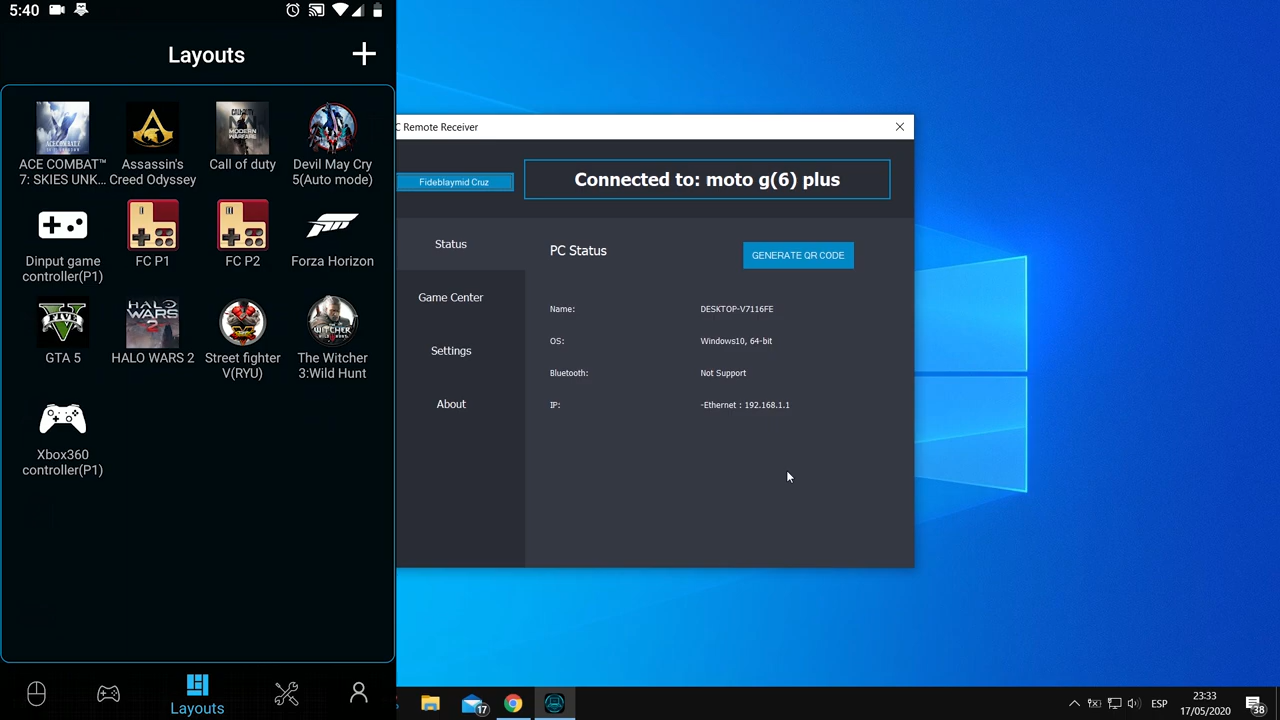 5:40
Layouts
ACE COMBAT™
7: SKIES UNK...
Assassin's
Creed Odyssey
Call of duty
Devil May Cry
5(Auto mode)
Dinput game
controller(P1)
FC P1
FC P2
Forza Horizon
GTA 5
HALO WARS 2
Street fighter
V(RYU)
The Witcher
3:Wild Hunt
Xbox360
controller(P1)
Layouts
C Remote Receiver
Fideblaymid Cruz
Connected to: moto g(6) plus
Status
Game Center
Settings
About
PC Status
GENERATE QR CODE
Name: DESKTOP-V7116FE
OS: Windows10, 64-bit
Bluetooth: Not Support
IP: -Ethernet : 192.168.1.1
17
ESP
23:33
17/05/2020
38